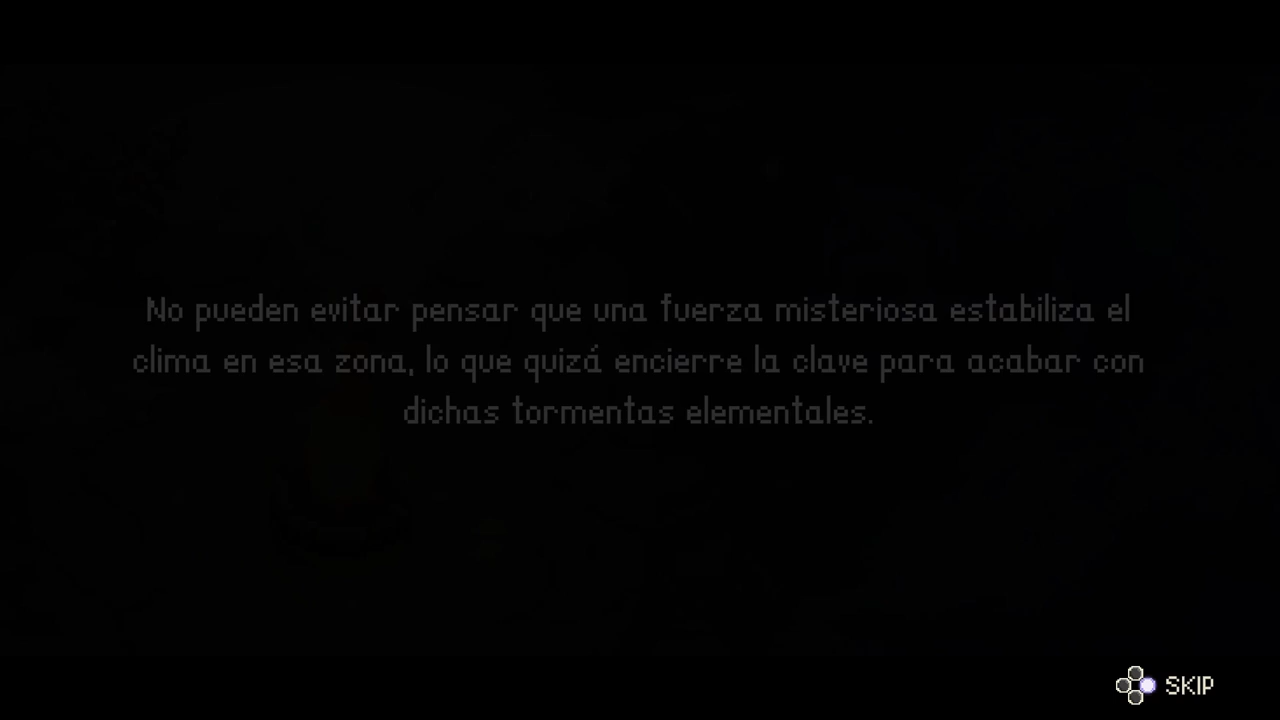 No pueden evitar pensar que una fuerza misteriosa estabiliza el
clima en esa zona, lo que quizá encierre la clave para acabar con
dichas tormentas elementales.
SKIP